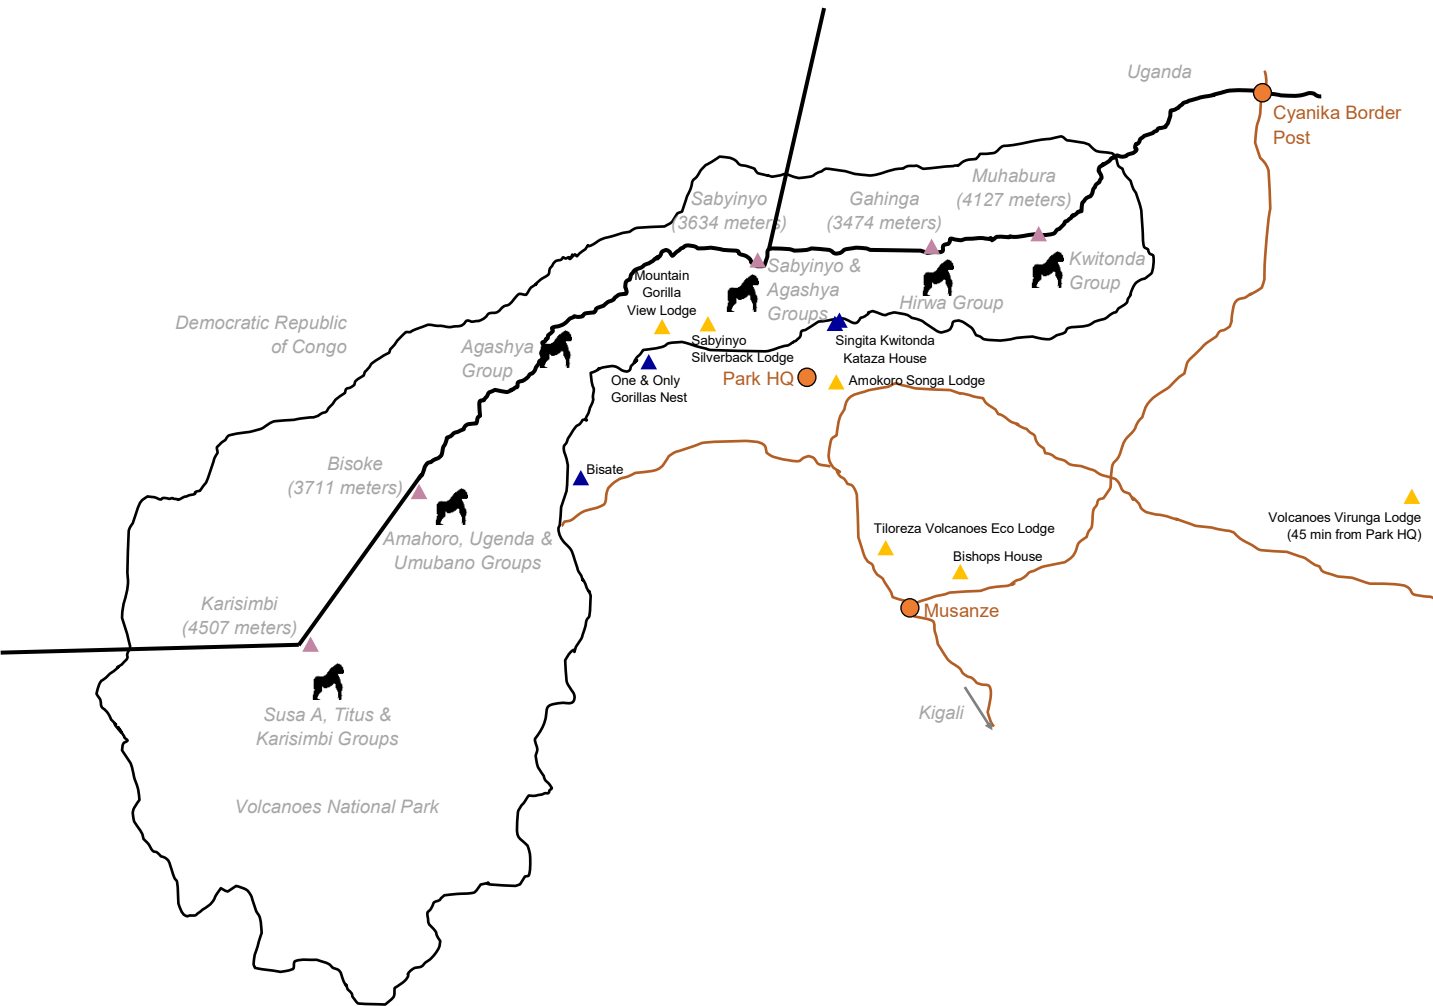 Uganda
Cyanika Border
Post
Muhabura
(4127 meters)
Sabyinyo
(3634 meters)
Gahinga
(3474 meters)
Kwitonda
Group
Sabyinyo &
Agashya
Groups
Hirwa Group
Mountain
Gorilla
View Lodge
Democratic Republic
of Congo
Agashya
Group
Sabyinyo
Silverback Lodge
Singita Kwitonda
Kataza House
Park HQ
Amokoro Songa Lodge
One & Only
Gorillas Nest
Bisoke
(3711 meters)
Bisate
Volcanoes Virunga Lodge
(45 min from Park HQ)
Tiloreza Volcanoes Eco Lodge
Bishops House
Amahoro, Ugenda &
Umubano Groups
Karisimbi
(4507 meters)
Musanze
Susa A, Titus &
Karisimbi Groups
Kigali
Volcanoes National Park